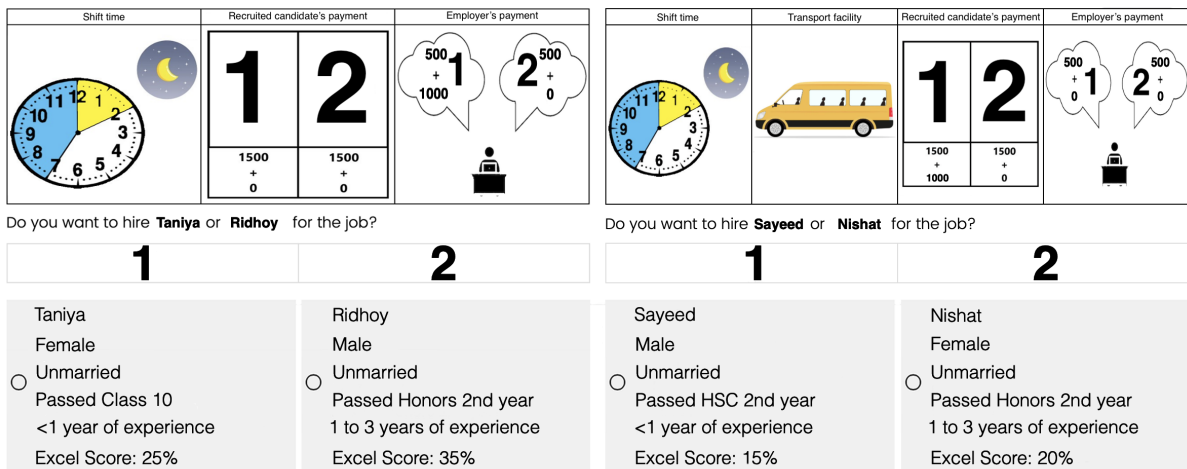 Shift time
Recruited candidate's payment
Employer's payment
11 12 1
10 2
9 3
8 4
7 6 5
1 2
1500 + 0
1500 + 0
500 + 1000 1
2 500 + 0
Do you want to hire Taniya or Ridhoy for the job?
1 2
Taniya
Female
Unmarried
Passed Class 10
<1 year of experience
Excel Score: 25%
Ridhoy
Male
Unmarried
Passed Honors 2nd year
1 to 3 years of experience
Excel Score: 35%
Shift time
Transport facility
Recruited candidate's payment
Employer's payment
11 12 1
10 2
9 3
8 4
7 6 5
1 2
1500 + 1000
1500 + 0
500 + 0 1
2 500 + 0
Do you want to hire Sayeed or Nishat for the job?
1 2
Sayeed
Male
Unmarried
Passed HSC 2nd year
<1 year of experience
Excel Score: 15%
Nishat
Female
Unmarried
Passed Honors 2nd year
1 to 3 years of experience
Excel Score: 20%